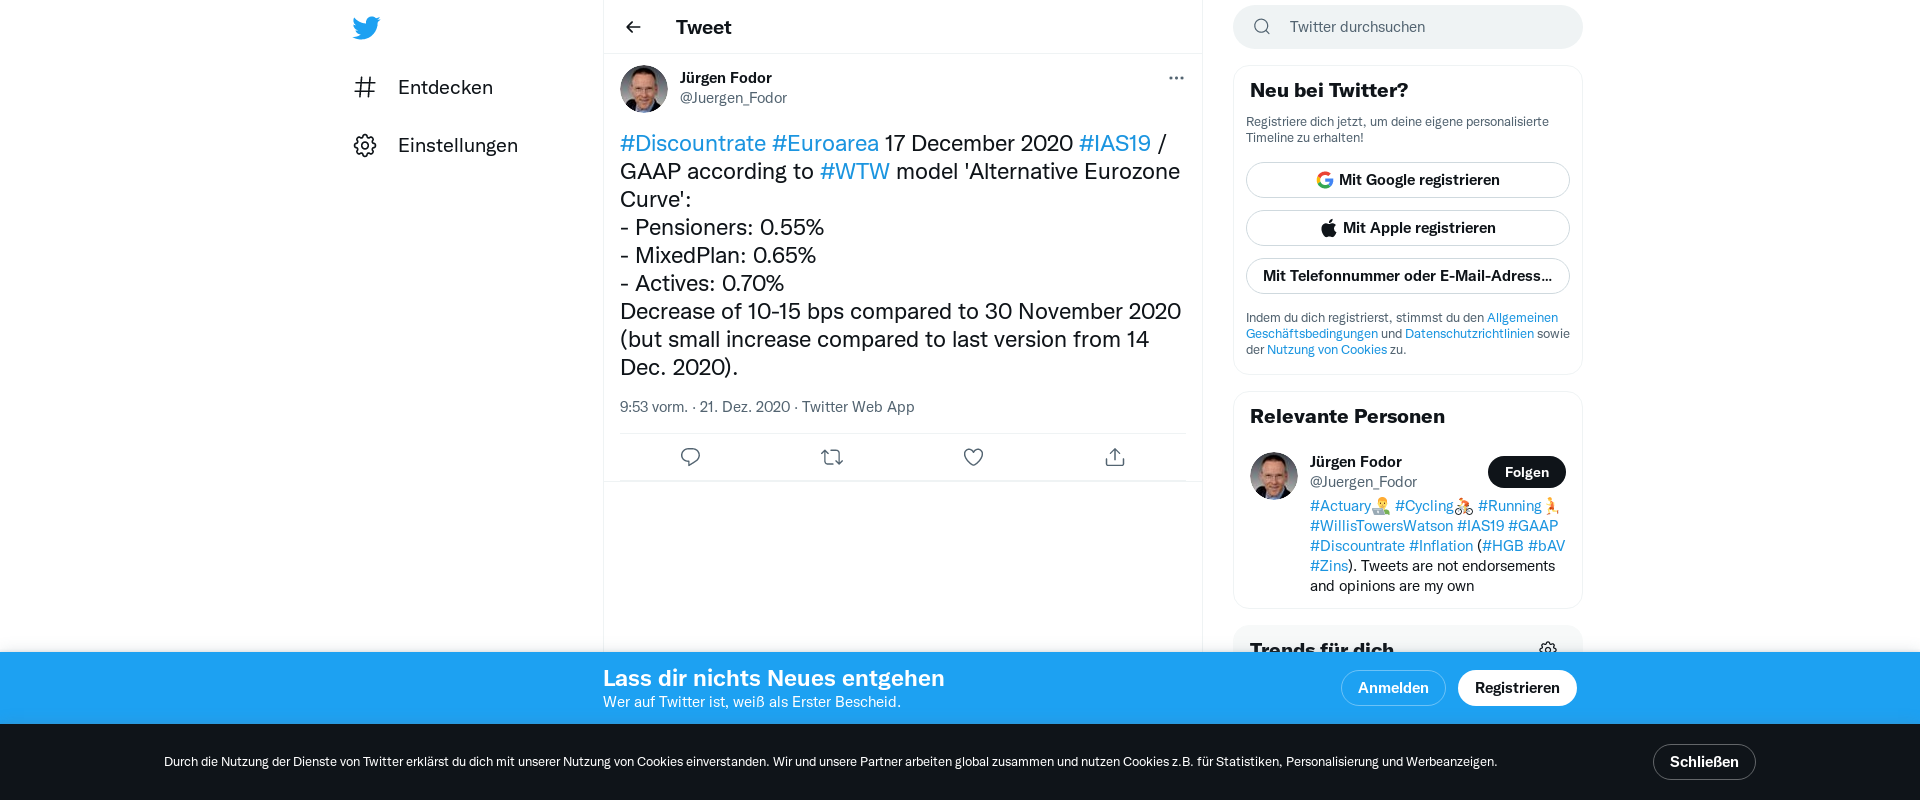 Entdecken
Einstellungen
Tweet
Jürgen Fodor
@Juergen_Fodor
#Discountrate #Euroarea 17 December 2020 #IAS19 /
GAAP according to #WTW model 'Alternative Eurozone
Curve':
- Pensioners: 0.55%
- MixedPlan: 0.65%
- Actives: 0.70%
Decrease of 10-15 bps compared to 30 November 2020
(but small increase compared to last version from 14
Dec. 2020).
9:53 vorm. · 21. Dez. 2020 · Twitter Web App
Twitter durchsuchen
Neu bei Twitter?
Registriere dich jetzt, um deine eigene personalisierte
Timeline zu erhalten!
Mit Google registrieren
Mit Apple registrieren
Mit Telefonnummer oder E-Mail-Adress…
Indem du dich registrierst, stimmst du den Allgemeinen
Geschäftsbedingungen und Datenschutzrichtlinien sowie
der Nutzung von Cookies zu.
Relevante Personen
Jürgen Fodor
@Juergen_Fodor
Folgen
#Actuary #Cycling #Running
#WillisTowersWatson #IAS19 #GAAP
#Discountrate #Inflation (#HGB #bAV
#Zins). Tweets are not endorsements
and opinions are my own
Trends für dich
Lass dir nichts Neues entgehen
Wer auf Twitter ist, weiß als Erster Bescheid.
Anmelden
Registrieren
Durch die Nutzung der Dienste von Twitter erklärst du dich mit unserer Nutzung von Cookies einverstanden. Wir und unsere Partner arbeiten global zusammen und nutzen Cookies z.B. für Statistiken, Personalisierung und Werbeanzeigen.
Schließen